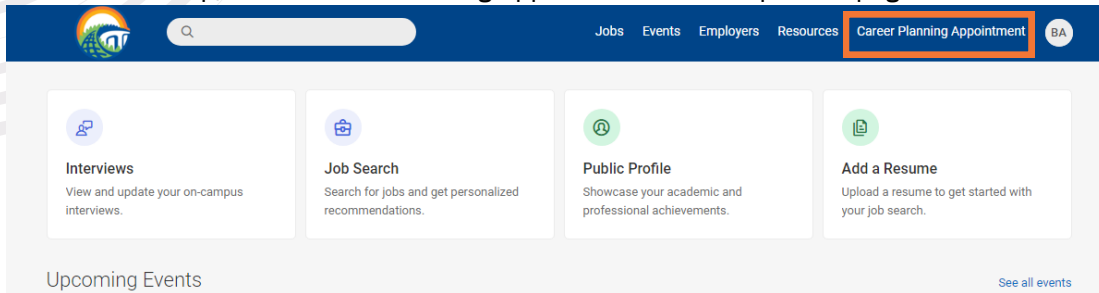 Jobs Events Employers Resources Career Planning Appointment BA
Interviews
View and update your on-campus
interviews.
Job Search
Search for jobs and get personalized
recommendations.
Public Profile
Showcase your academic and
professional achievements.
Add a Resume
Upload a resume to get started with
your job search.
Upcoming Events
See all events